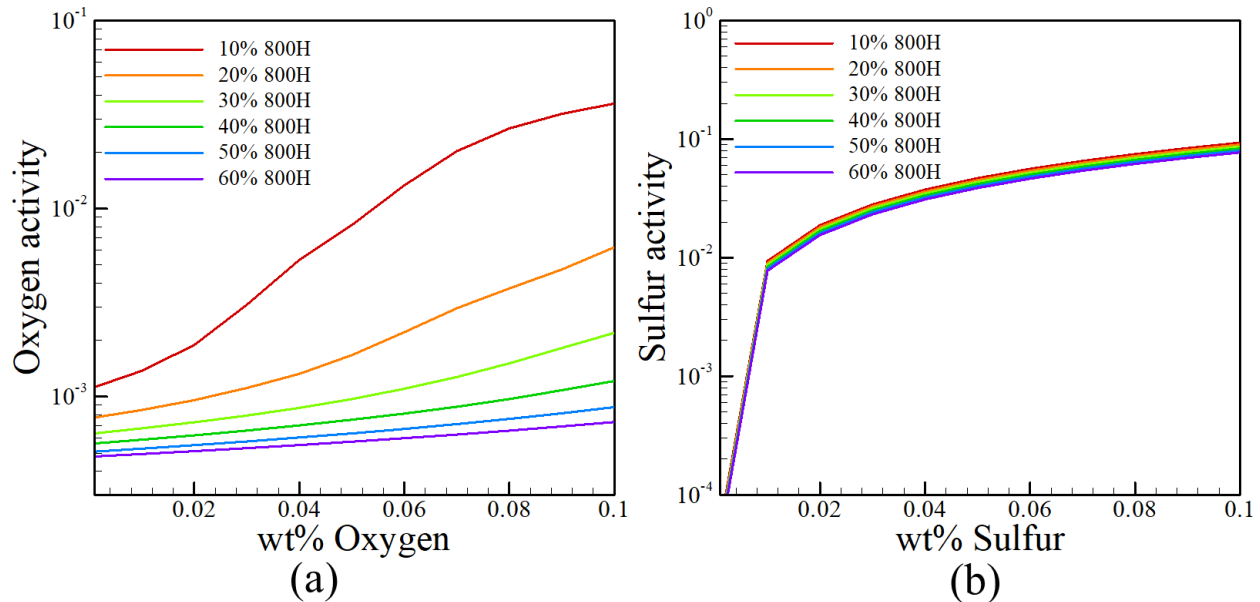 10⁻¹
10% 800H
20% 800H
30% 800H
40% 800H
50% 800H
60% 800H
10⁻²
10⁻³
Oxygen activity
0.02 0.04 0.06 0.08 0.1
wt% Oxygen
(a)
10⁰
10% 800H
20% 800H
30% 800H
40% 800H
50% 800H
60% 800H
10⁻¹
10⁻²
10⁻³
10⁻⁴
Sulfur activity
0.02 0.04 0.06 0.08 0.1
wt% Sulfur
(b)